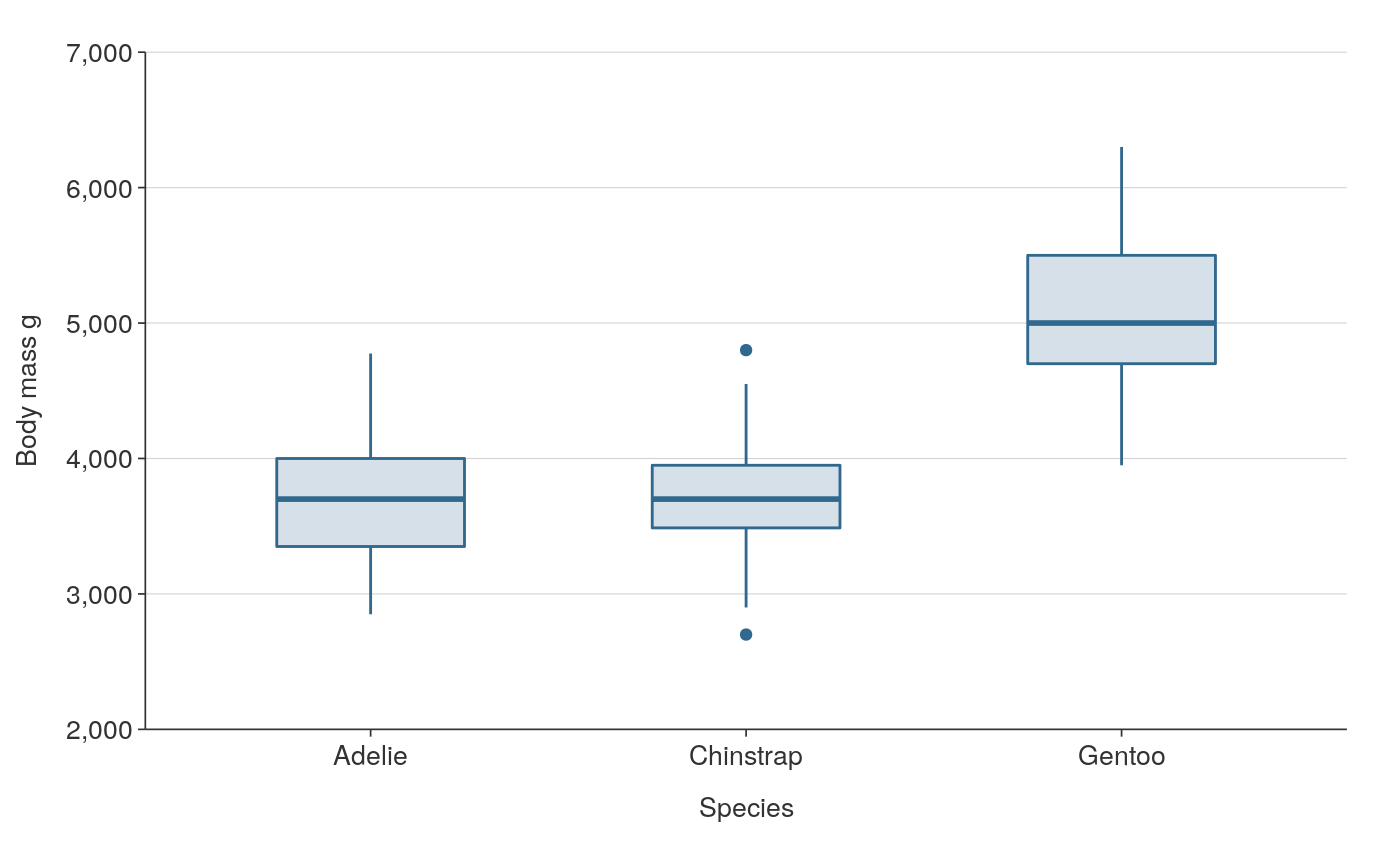 7,000
6,000
5,000
4,000
3,000
2,000
Body mass g
Adelie
Chinstrap
Gentoo
Species